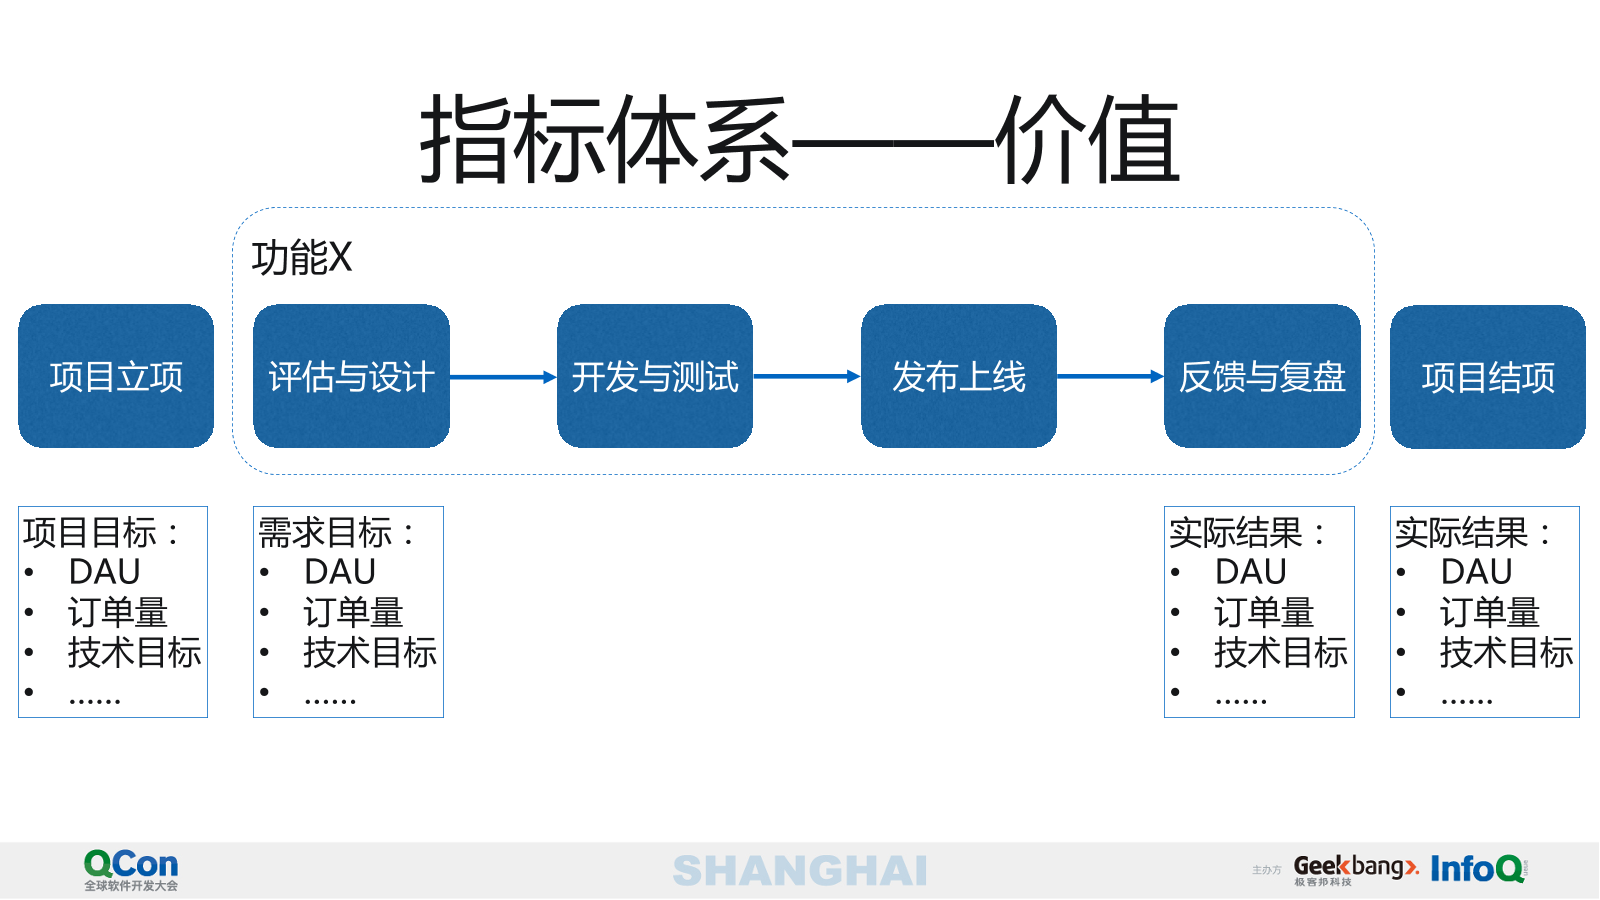 指标体系——价值
功能X
项目立项
评估与设计
开发与测试
发布上线
反馈与复盘
项目结项
项目目标：
• DAU
• 订单量
• 技术目标
• ……
需求目标：
• DAU
• 订单量
• 技术目标
• ……
实际结果：
• DAU
• 订单量
• 技术目标
• ……
实际结果：
• DAU
• 订单量
• 技术目标
• ……
QCon
全球软件开发大会
SHANGHAI
主办方
Geekbang>.
极客邦科技
InfoQ